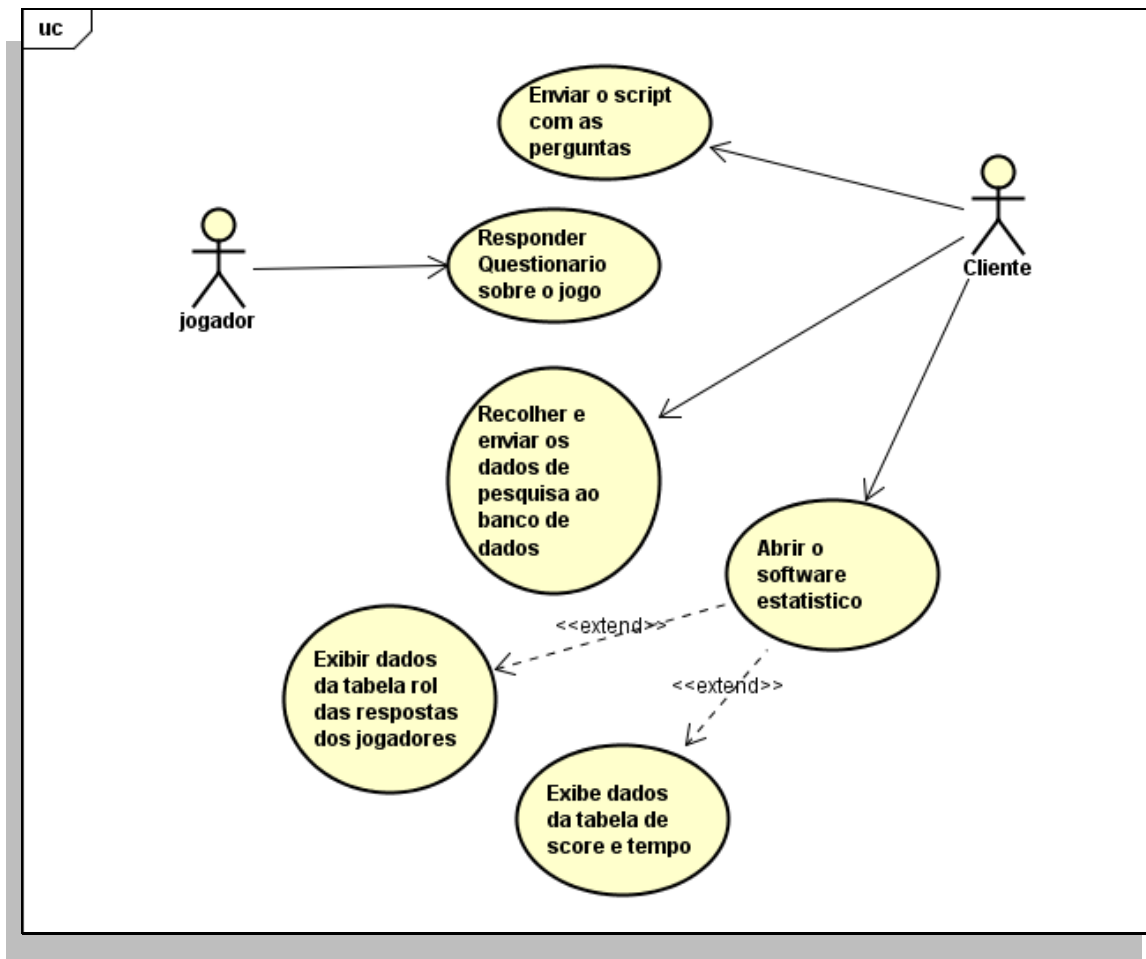 uc
Enviar o script
com as
perguntas
Responder
Questionario
sobre o jogo
jogador
Cliente
Recolher e
enviar os
dados de
pesquisa ao
banco de
dados
Abrir o
software
estatistico
<<extend>>
Exibir dados
da tabela rol
das respostas
dos jogadores
<<extend>>
Exibe dados
da tabela de
score e tempo